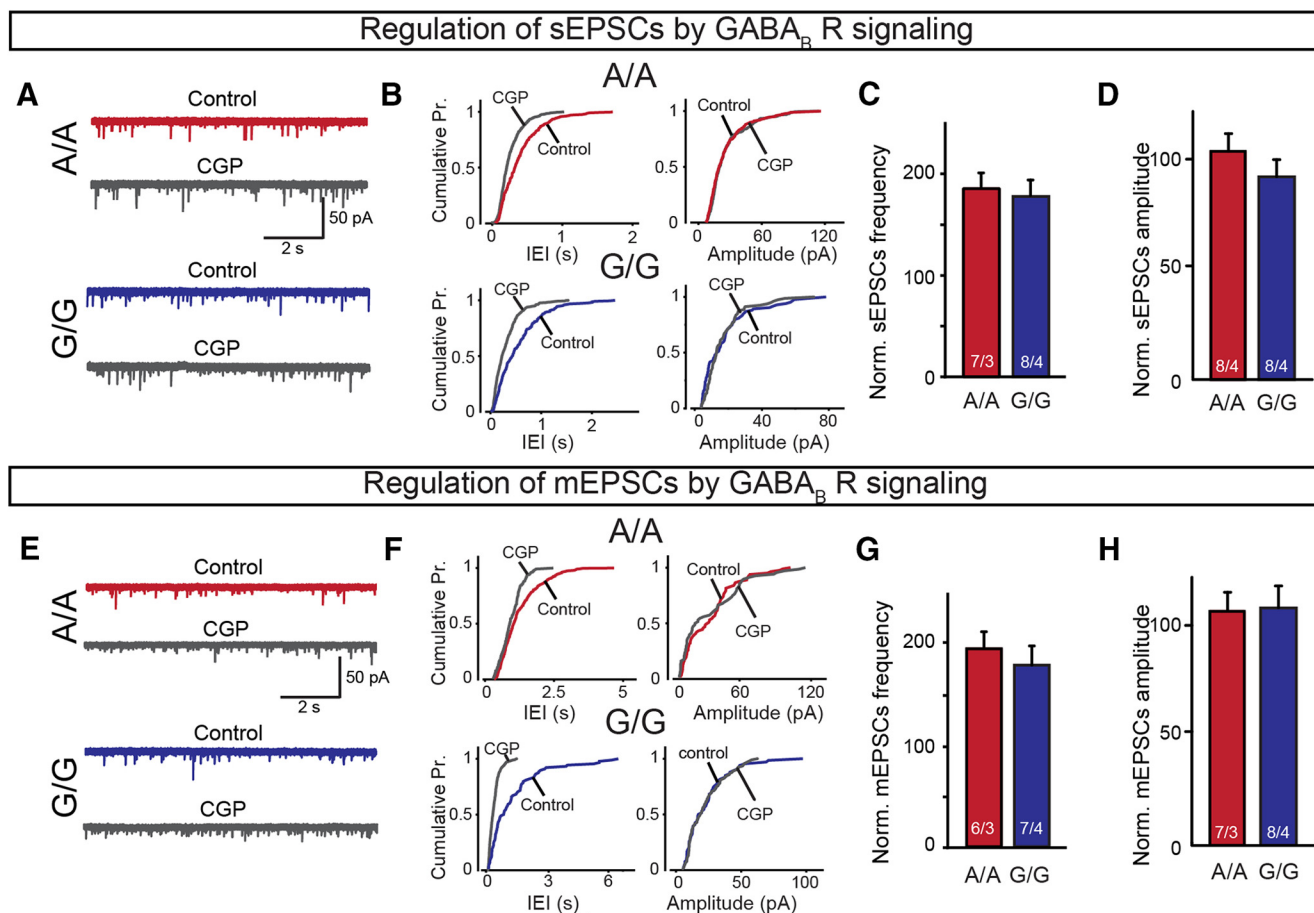 Regulation of sEPSCs by GABA_B R signaling
A
A/A
Control
CGP
50 pA
2 s
G/G
Control
CGP
B
A/A
Cumulative Pr.
1
0.5
0
CGP
Control
0
1
2
IEI (s)
1
0.5
0
Control
CGP
0
60
120
Amplitude (pA)
G/G
Cumulative Pr.
1
0.5
0
CGP
Control
0
1
2
IEI (s)
1
0.5
0
CGP
Control
0
40
80
Amplitude (pA)
C
Norm. sEPSCs frequency
200
100
0
7/3
8/4
A/A G/G
D
Norm. sEPSCs amplitude
100
50
0
8/4
8/4
A/A G/G
Regulation of mEPSCs by GABA_B R signaling
E
A/A
Control
CGP
50 pA
2 s
G/G
Control
CGP
F
A/A
Cumulative Pr.
1
0.5
0
CGP
Control
0
2.5
5
IEI (s)
1
0.5
0
Control
CGP
0
60
120
Amplitude (pA)
G/G
Cumulative Pr.
1
0.5
0
CGP
Control
0
3
6
IEI (s)
1
0.5
0
control
CGP
0
50
100
Amplitude (pA)
G
Norm. mEPSCs frequency
200
100
0
6/3
7/4
A/A G/G
H
Norm. mEPSCs amplitude
100
50
0
7/3
8/4
A/A G/G